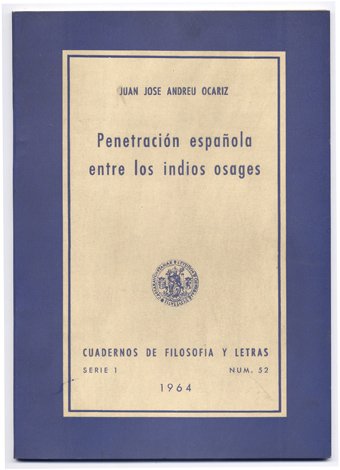 JUAN JOSE ANDREU OCARIZ
Penetración española
entre los indios osages
CUADERNOS DE FILOSOFIA Y LETRAS
SERIE 1 NUM. 52
1964